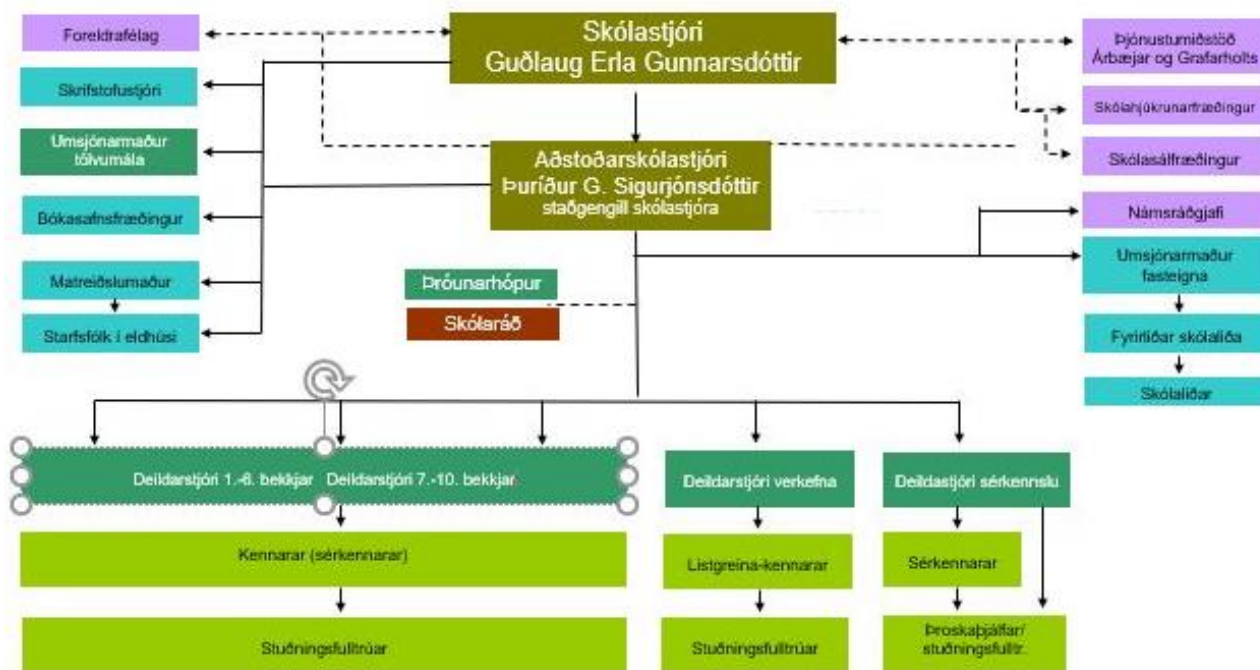 Skólastjóri
Guðlaug Erla Gunnarsdóttir
Foreldrafélag
Skrifstofustjóri
Umsjónarmaður
tölvumála
Bókasafnsfræðingur
Matreiðslumaður
Starfsfólk í eldhúsi
Aðstoðarskólastjóri
Þuríður G. Sigurjónsdóttir
staðgengill skólastjóra
Þjónustumiðstöð
Árbæjar og Grafarholts
Skólahjúkrunarfræðingur
Skólasálfræðingur
Námsráðgjafi
Umsjónarmaður
fasteigna
Fyrirliðar skólaliða
Skólaliðar
Þróunarhópur
Skólaráð
Deildarstjóri 1.-6. bekkjar Deildarstjóri 7.-10. bekkjar
Kennarar (sérkennarar)
Stuðningsfulltrúar
Deildarstjóri verkefna
Listgreina-kennarar
Stuðningsfulltrúar
Deildastjóri sérkennslu
Sérkennarar
Þroskaþjálfar/
stuðningsfulltr.